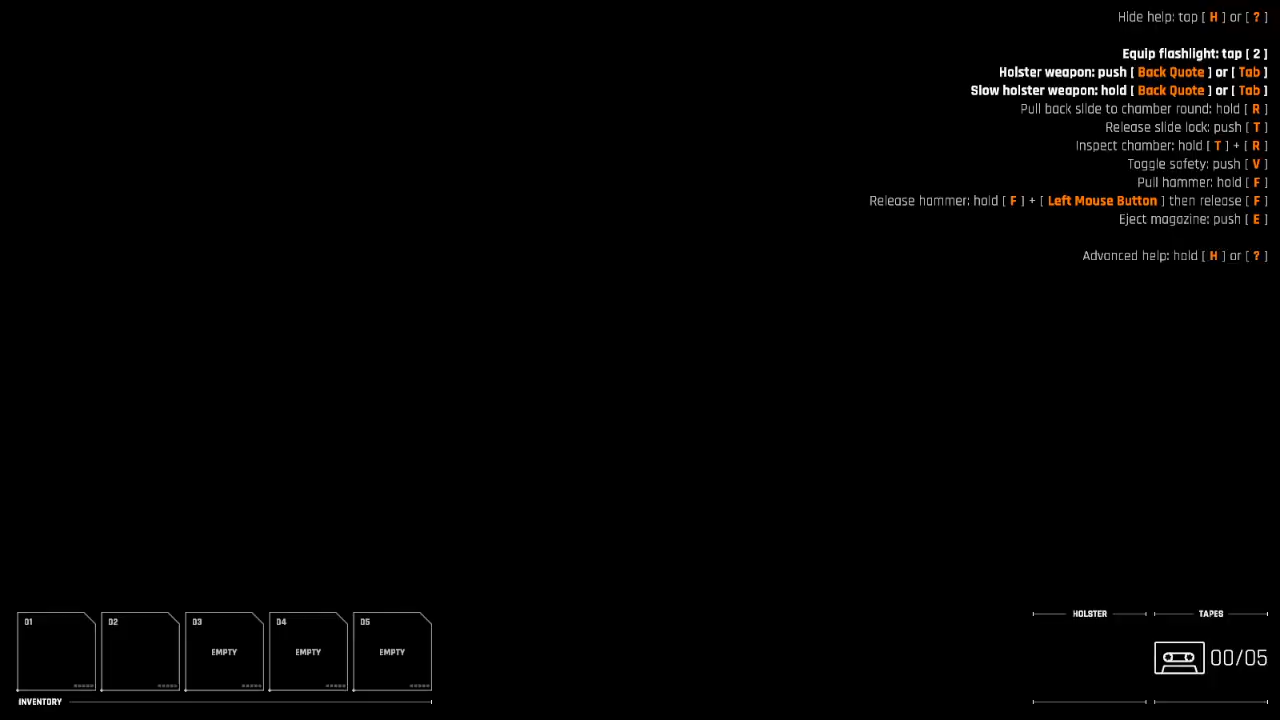 Hide help: tap [ H ] or [ ? ]
Equip flashlight: tap [ 2 ]
Holster weapon: push [ Back Quote ] or [ Tab ]
Slow holster weapon: hold [ Back Quote ] or [ Tab ]
Pull back slide to chamber round: hold [ R ]
Release slide lock: push [ T ]
Inspect chamber: hold [ T ] + [ R ]
Toggle safety: push [ V ]
Pull hammer: hold [ F ]
Release hammer: hold [ F ] + [ Left Mouse Button ] then release [ F ]
Eject magazine: push [ E ]
Advanced help: hold [ H ] or [ ? ]
01 02 03 04 05
EMPTY EMPTY EMPTY
INVENTORY
HOLSTER TAPES
00/05